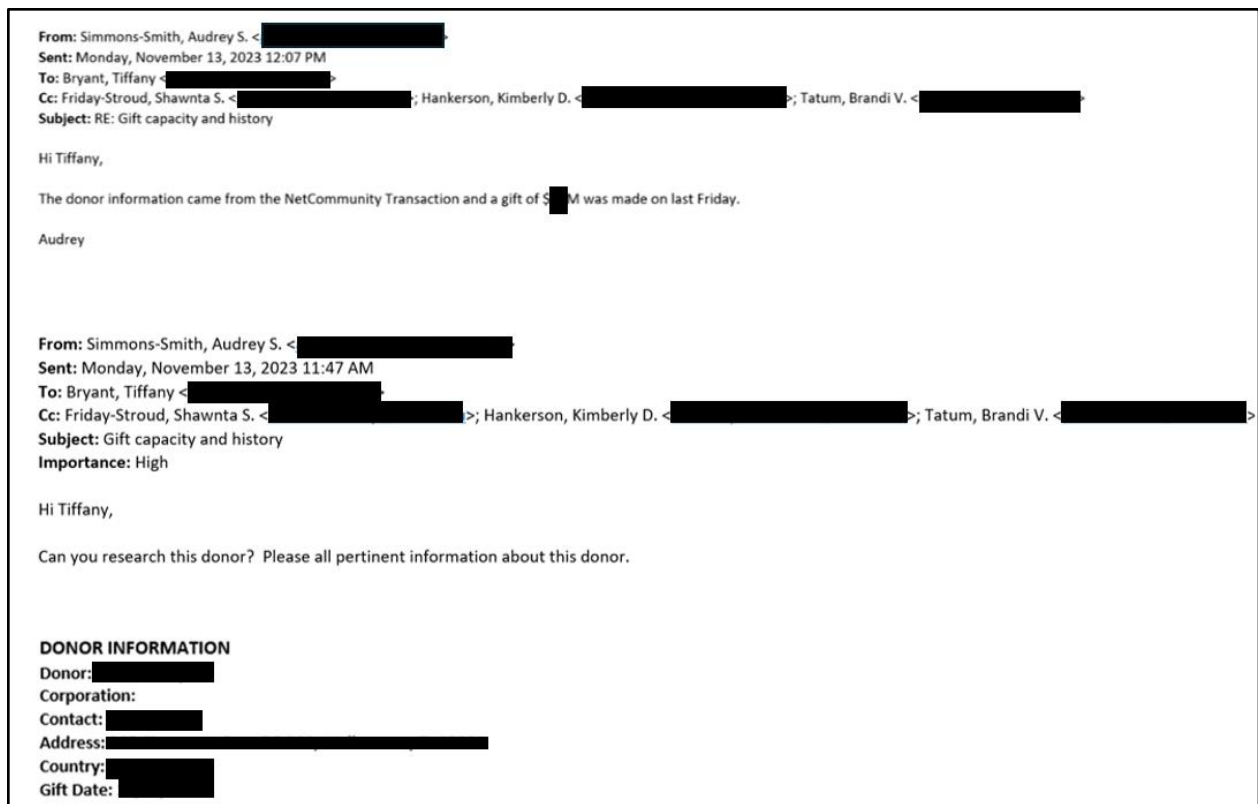 From: Simmons-Smith, Audrey S. <
Sent: Monday, November 13, 2023 12:07 PM
To: Bryant, Tiffany < >
Cc: Friday-Stroud, Shawnta S. < >; Hankerson, Kimberly D. < >; Tatum, Brandi V. <
Subject: RE: Gift capacity and history
Hi Tiffany,
The donor information came from the NetCommunity Transaction and a gift of $ M was made on last Friday.
Audrey
From: Simmons-Smith, Audrey S. <
Sent: Monday, November 13, 2023 11:47 AM
To: Bryant, Tiffany <
Cc: Friday-Stroud, Shawnta S. < >; Hankerson, Kimberly D. < >; Tatum, Brandi V. < >
Subject: Gift capacity and history
Importance: High
Hi Tiffany,
Can you research this donor?  Please all pertinent information about this donor.
DONOR INFORMATION
Donor:
Corporation:
Contact:
Address:
Country:
Gift Date: